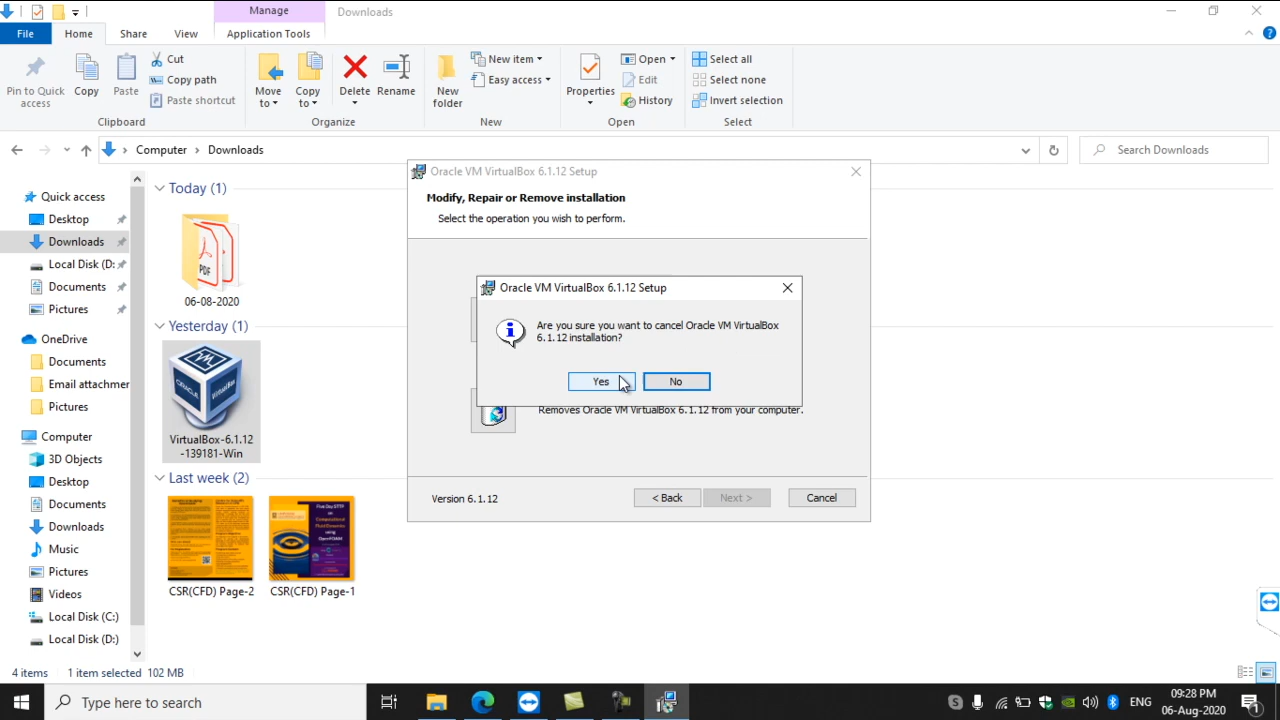 Manage
Downloads
File
Home
Share
View
Application Tools
Pin to Quick
access
Copy
Paste
Cut
Copy path
Paste shortcut
Clipboard
Move
to
Copy
to
Delete
Rename
Organize
New
folder
New item
Easy access
New
Properties
Open
Edit
History
Open
Select all
Select none
Invert selection
Select
Computer
Downloads
Search Downloads
Quick access
Desktop
Downloads
Local Disk (D:
Documents
Pictures
OneDrive
Documents
Email attachmer
Pictures
Computer
3D Objects
Desktop
Documents
Downloads
Music
Pictures
Videos
Local Disk (C:)
Local Disk (D:)
Today (1)
PDF
06-08-2020
Yesterday (1)
ORACLE
VM
VirtualBox
VirtualBox-6.1.12
-139181-Win
Last week (2)
CSR(CFD) Page-2
CSR(CFD) Page-1
Oracle VM VirtualBox 6.1.12 Setup
Modify, Repair or Remove installation
Select the operation you wish to perform.
Oracle VM VirtualBox 6.1.12 Setup
Are you sure you want to cancel Oracle VM VirtualBox
6.1.12 installation?
Yes
No
Removes Oracle VM VirtualBox 6.1.12 from your computer.
Version 6.1.12
< Back
Next >
Cancel
4 items
1 item selected 102 MB
Type here to search
ENG
09:28 PM
06-Aug-2020